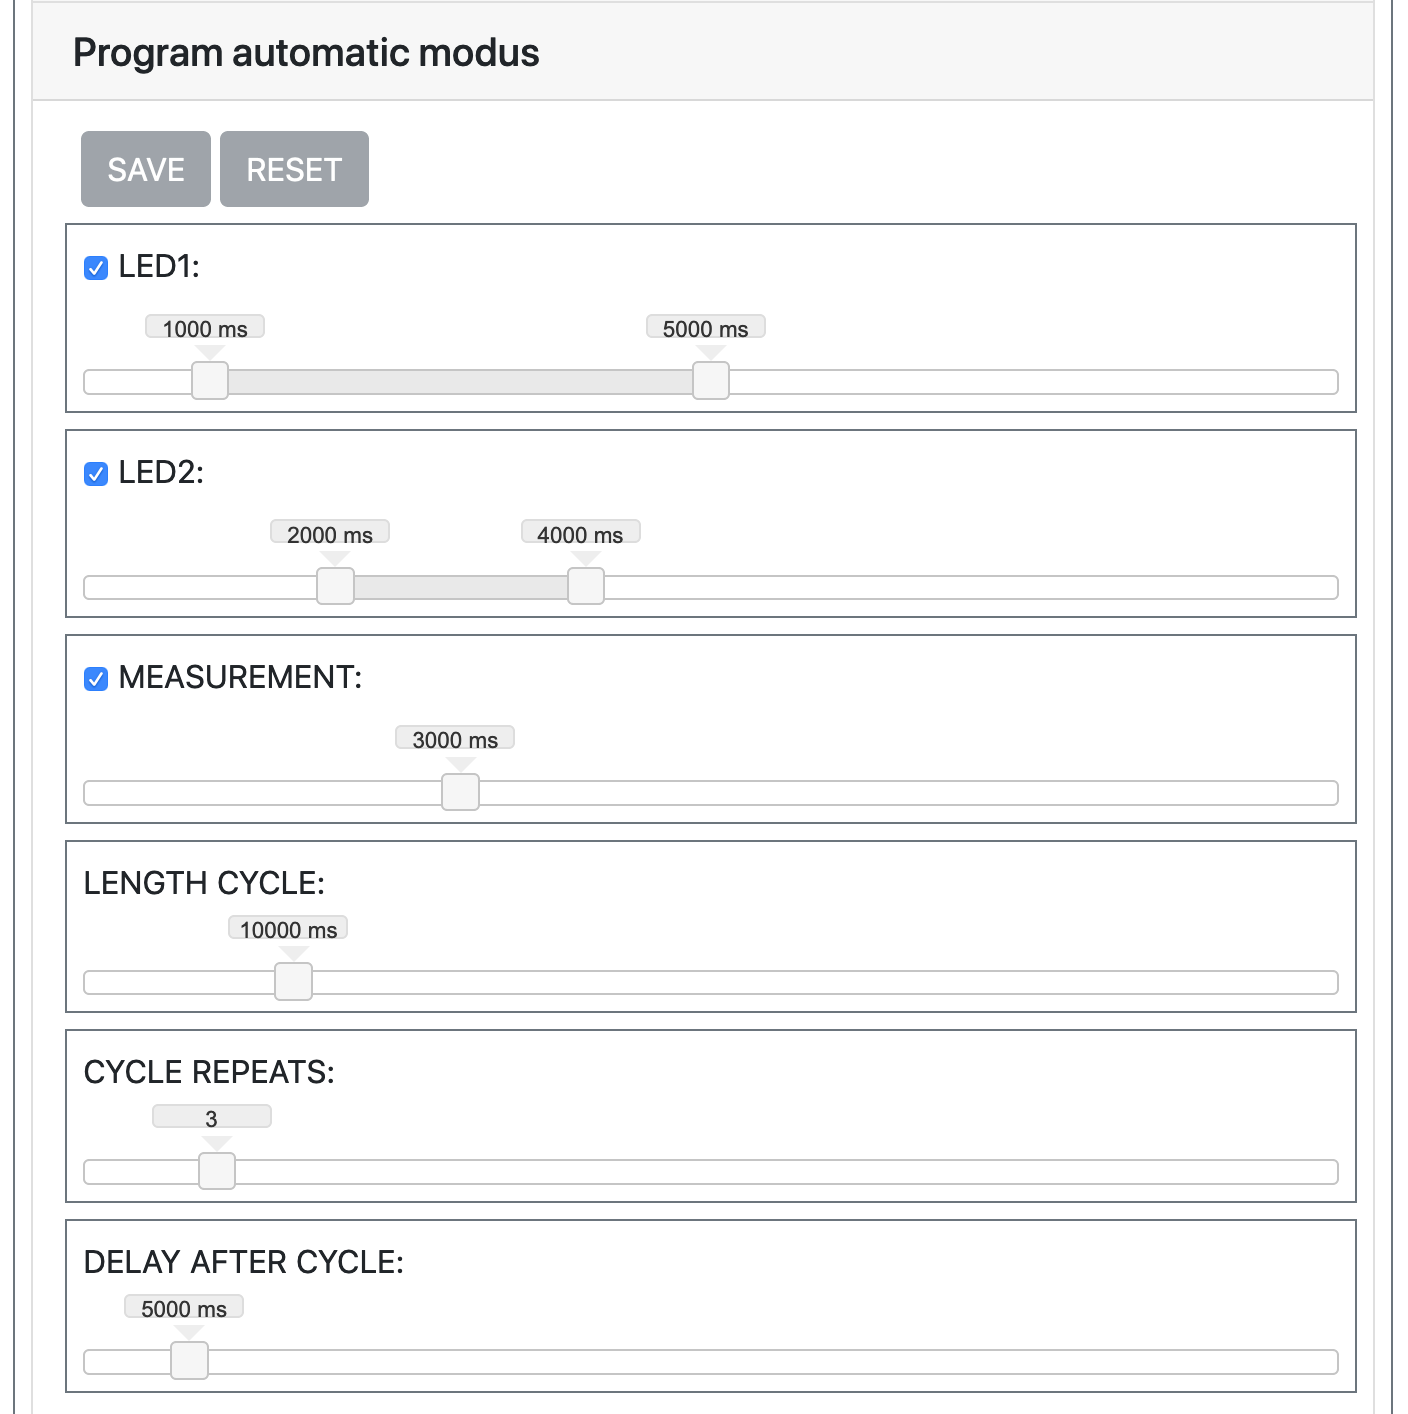 Program automatic modus
SAVE RESET
LED1:
1000 ms 5000 ms
LED2:
2000 ms 4000 ms
MEASUREMENT:
3000 ms
LENGTH CYCLE:
10000 ms
CYCLE REPEATS:
3
DELAY AFTER CYCLE:
5000 ms